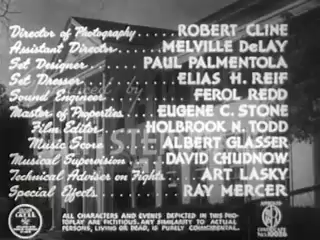 Director of Photography...... ROBERT CLINE
Assistant Director....... MELVILLE DeLAY
Set Designer........ PAUL PALMENTOLA
Set Dresser........... ELIAS H. REIF
Sound Engineer......... FEROL REDD
Master of Properties..... EUGENE C. STONE
Film Editor..... HOLBROOK N. TODD
Music Score...... ALBERT GLASSER
Musical Supervision..... DAVID CHUDNOW
Technical Adviser on Fights.... ART LASKY
Special Effects......... RAY MERCER
ALL CHARACTERS AND EVENTS DEPICTED IN THIS PHO-
TOPLAY ARE FICTITIOUS. ANY SIMILARITY TO ACTUAL
PERSONS, LIVING OR DEAD, IS PURELY COINCIDENTAL.